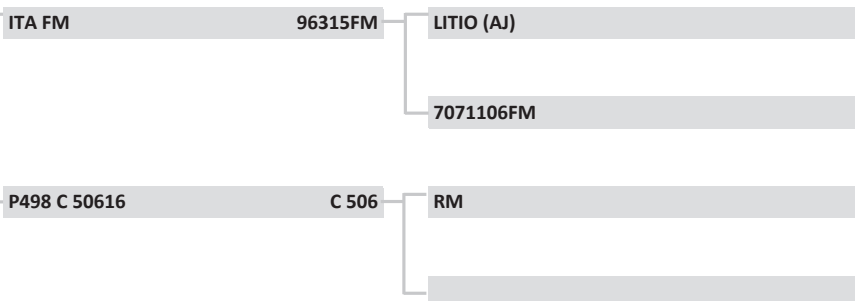 ITA FM 96315FM
LITIO (AJ)
7071106FM
P498 C 50616 C 506
RM